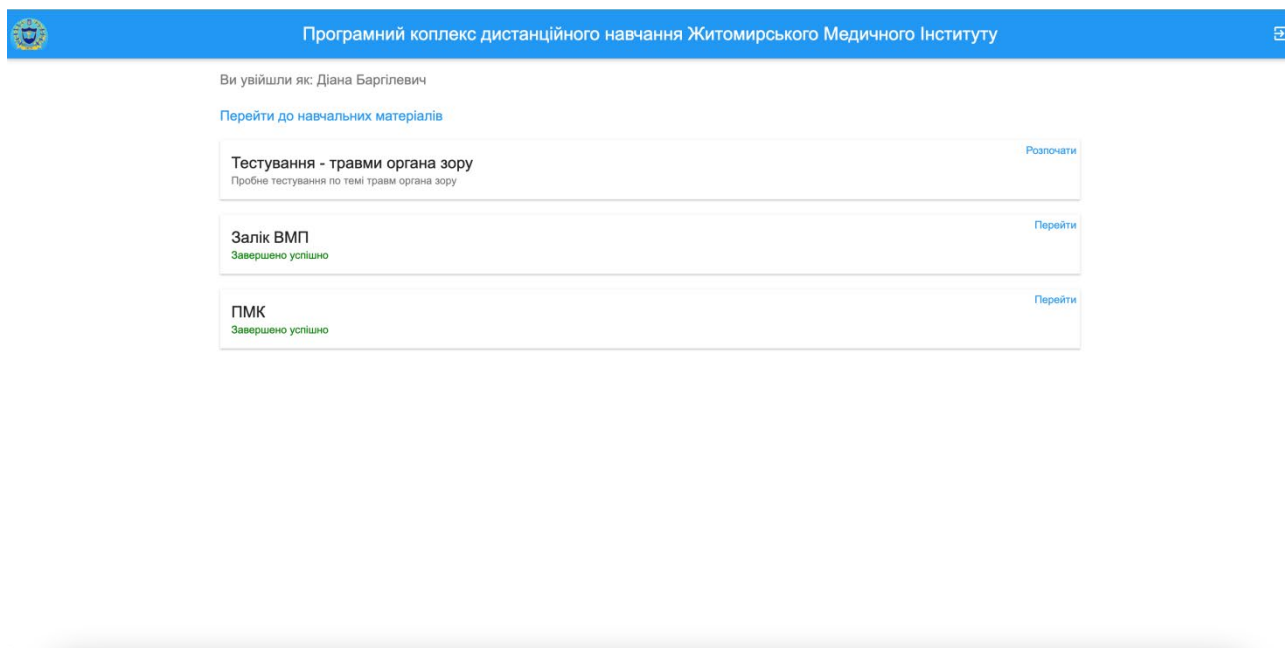 Програмний коплекс дистанційного навчання Житомирського Медичного Інституту
Ви увійшли як: Діана Баргілевич
Перейти до навчальних матеріалів
Тестування - травми органа зору
Розпочати
Пробне тестування по темі травм органа зору
Залік ВМП
Перейти
Завершено успішно
ПМК
Перейти
Завершено успішно